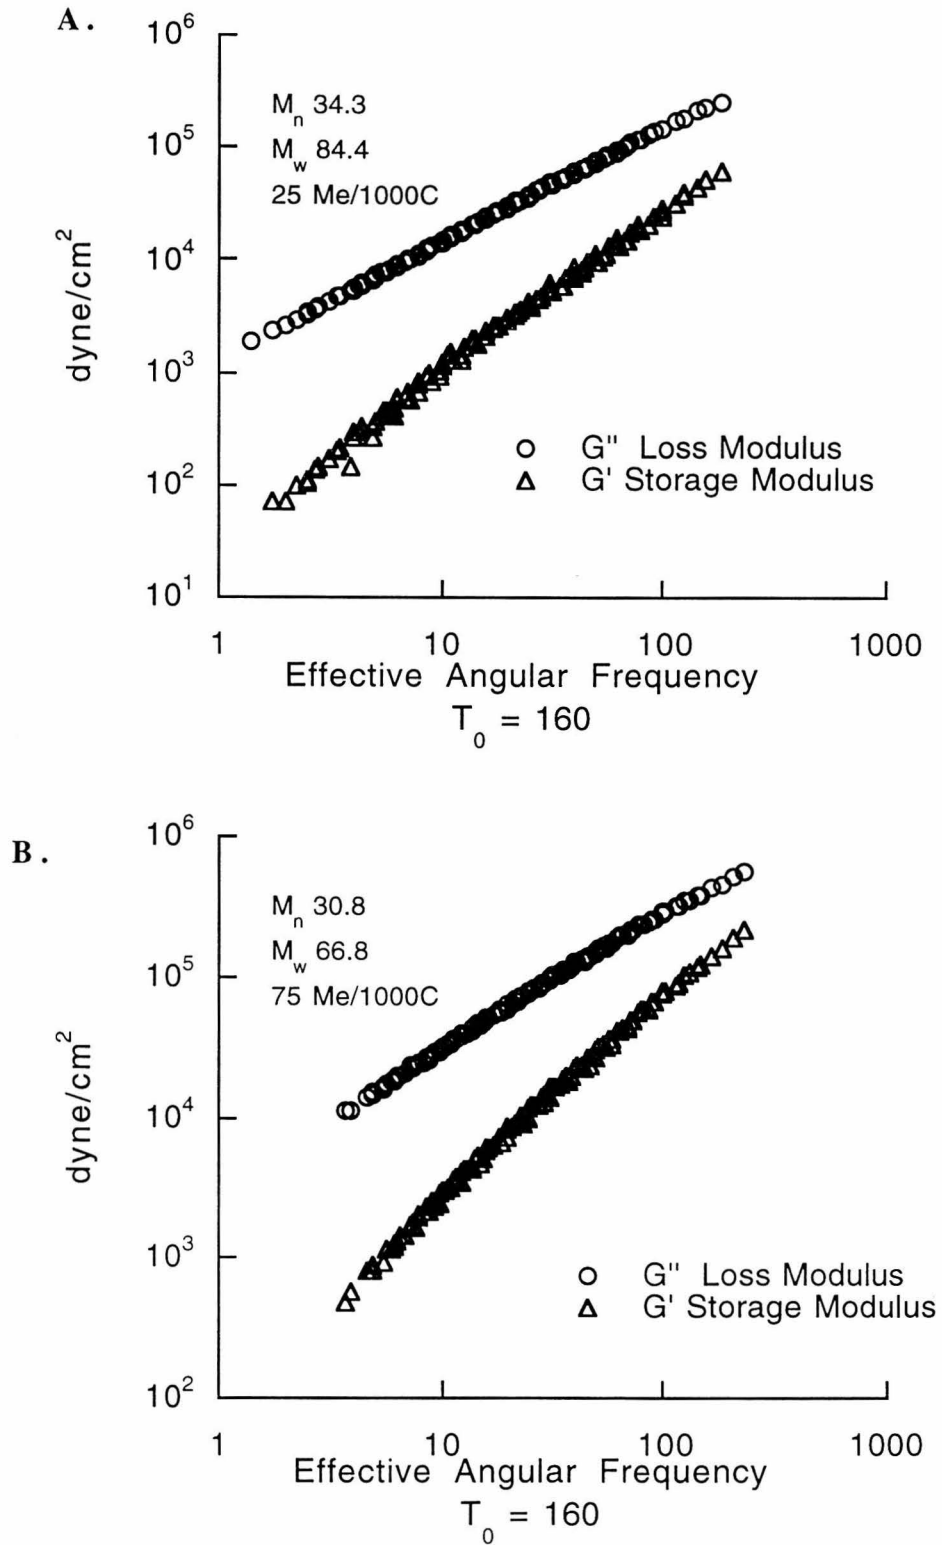 A.
10^6
10^5
10^4
10^3
10^2
10^1
dyne/cm^2
M_n 34.3
M_w 84.4
25 Me/1000C
G" Loss Modulus
G' Storage Modulus
1 10 100 1000
Effective Angular Frequency
T_0 = 160
B.
10^6
10^5
10^4
10^3
10^2
dyne/cm^2
M_n 30.8
M_w 66.8
75 Me/1000C
G" Loss Modulus
G' Storage Modulus
1 10 100 1000
Effective Angular Frequency
T_0 = 160